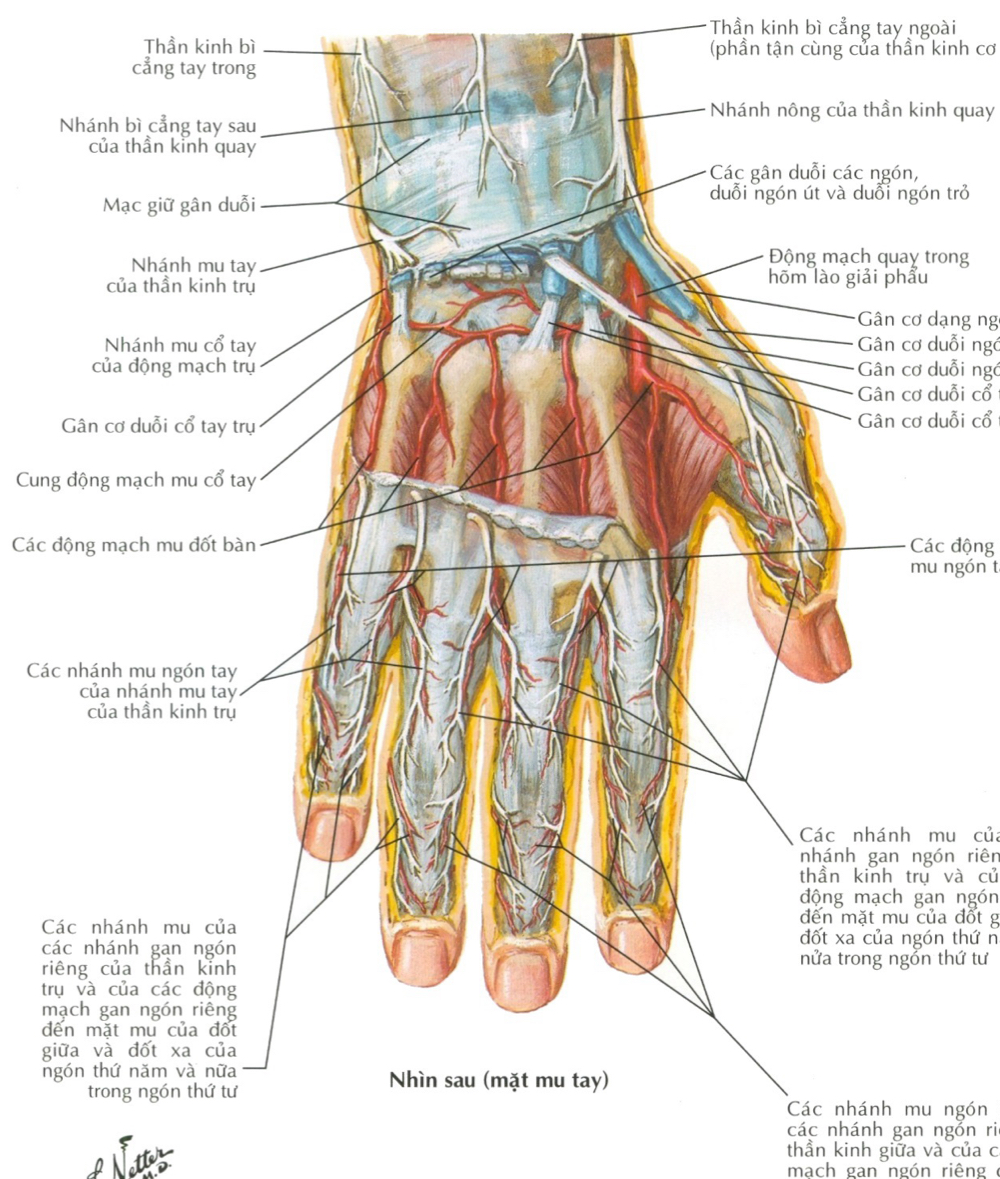 Thần kinh bì
cẳng tay trong
Nhánh bì cẳng tay sau
của thần kinh quay
Mạc giữ gân duỗi
Nhánh mu tay
của thần kinh trụ
Nhánh mu cổ tay
của động mạch trụ
Gân cơ duỗi cổ tay trụ
Cung động mạch mu cổ tay
Các động mạch mu đốt bàn
Các nhánh mu ngón tay
của nhánh mu tay
của thần kinh trụ
Các nhánh mu của
các nhánh gan ngón
riêng của thần kinh
trụ và của các động
mạch gan ngón riêng
đến mặt mu của đốt
giữa và đốt xa của
ngón thứ năm và nữa
trong ngón thứ tư
Thần kinh bì cẳng tay ngoài
(phần tận cùng của thần kinh cơ
Nhánh nông của thần kinh quay
Các gân duỗi các ngón,
duỗi ngón út và duỗi ngón trỏ
Động mạch quay trong
hõm lào giải phẫu
Gân cơ dạng
Gân cơ duỗi
Gân cơ duỗi
Gân cơ duỗi cổ
Gân cơ duỗi cổ
Các động
mu ngón
Các nhánh mu
nhánh gan ngón
thần kinh trụ và
động mạch gan ngón
đến mặt mu của đốt
đốt xa của ngón thứ
nửa trong ngón thứ tư
Các nhánh mu ngón
các nhánh gan ngón
thần kinh giữa và của
mạch gan ngón riêng
Nhìn sau (mặt mu tay)
Netter
M.D.